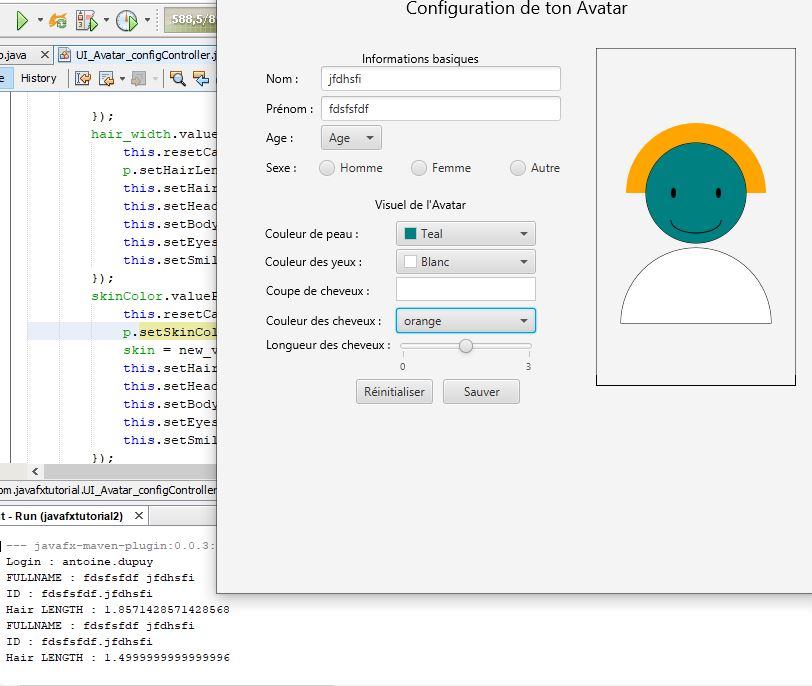 Configuration de ton Avatar
588,5/8
o.java
UI_Avatar_configController.j
History
});
hair_width.value
this.resetCa
p.setHairLen
this.setHair
this.setHead
this.setBody
this.setEyes
this.setSmil
});
skinColor.valueP
this.resetCa
p.setSkinCol
skin = new_v
this.setHair
this.setHead
this.setBody
this.setEyes
this.setSmil
});
Informations basiques
Nom :
jfdhsfi
Prénom :
fdsfsfdf
Age :
Age
Sexe :
Homme
Femme
Autre
Visuel de l'Avatar
Couleur de peau :
Teal
Couleur des yeux :
Blanc
Coupe de cheveux :
Couleur des cheveux :
orange
Longueur des cheveux :
0
3
Réinitialiser
Sauver
om.javafxtutorial.UI_Avatar_configController
t - Run (javafxtutorial2)
--- javafx-maven-plugin:0.0.3:
Login : antoine.dupuy
FULLNAME : fdsfsfdf jfdhsfi
ID : fdsfsfdf.jfdhsfi
Hair LENGTH : 1.8571428571428568
FULLNAME : fdsfsfdf jfdhsfi
ID : fdsfsfdf.jfdhsfi
Hair LENGTH : 1.4999999999999996